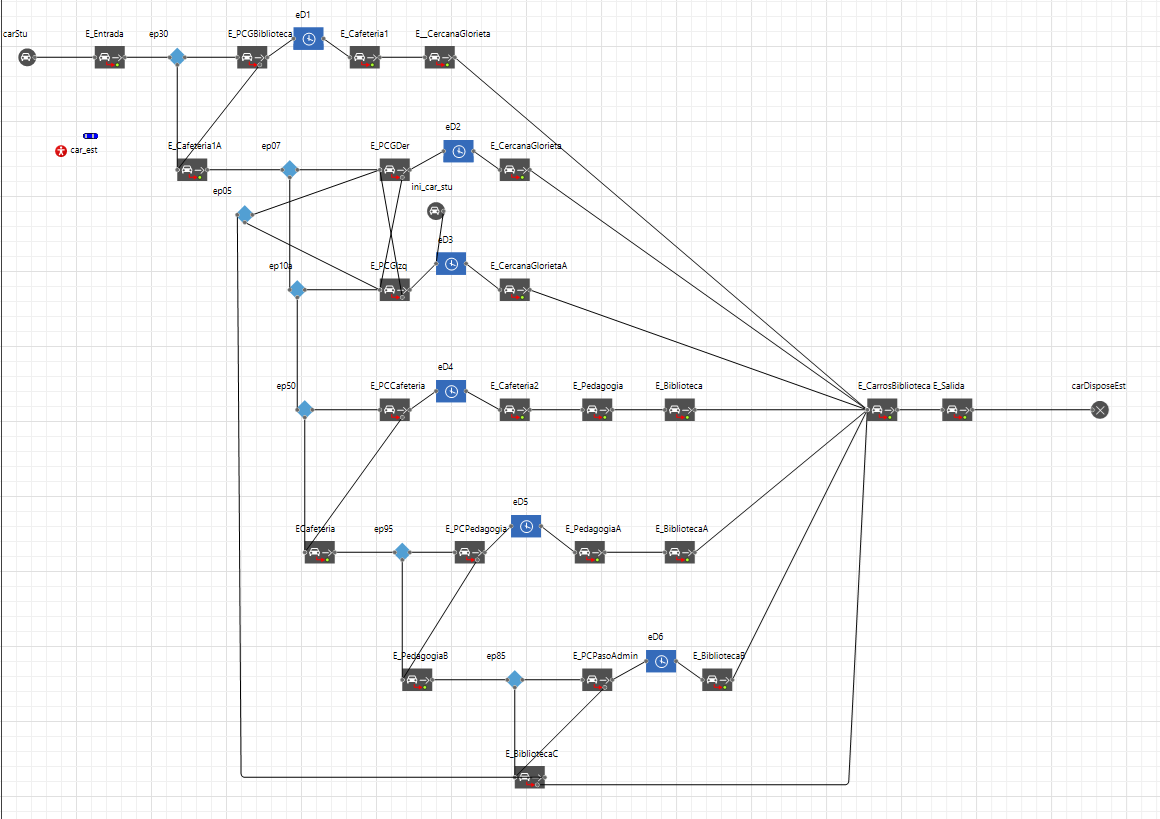 eD1
carStu
E_Entrada
ep30
E_PCGBiblioteca
E_Cafeteria1
E__CercanaGlorieta
eD2
car_est
E_Cafeteria1A
ep07
E_PCGDer
E_CercanaGlorieta
ep05
ini_car_stu
eD3
ep10a
E_PCGIzq
E_CercanaGlorietaA
eD4
ep50
E_PCCafeteria
E_Cafeteria2
E_Pedagogia
E_Biblioteca
E_CarrosBiblioteca
E_Salida
carDisposeEst
eD5
ECafeteria
ep95
E_PCPedagogia
E_PedagogiaA
E_BibliotecaA
eD6
E_PedagogiaB
ep85
E_PCPasoAdmin
E_BibliotecaB
E_BibliotecaC